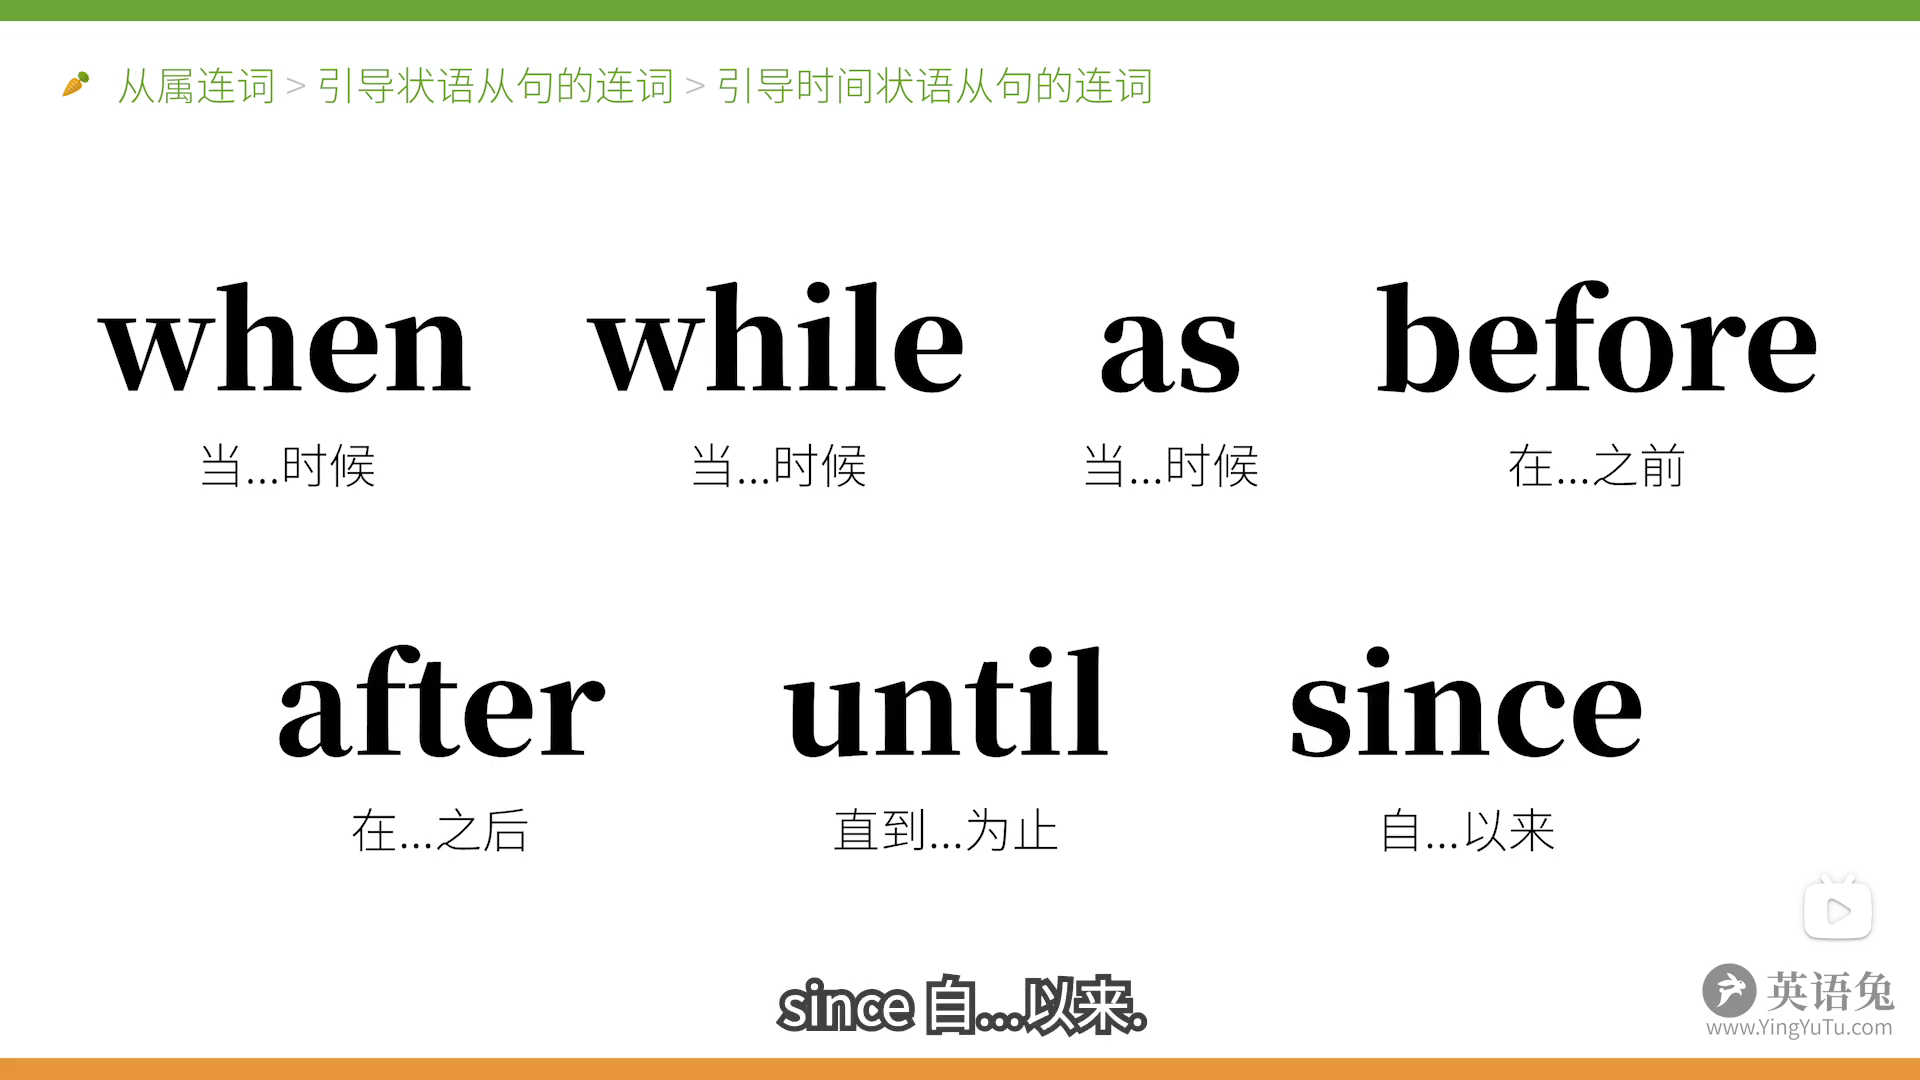 从属连词 > 引导状语从句的连词 > 引导时间状语从句的连词
when while as before
当...时候 当...时候 当...时候 在...之前
after until since
在...之后 直到...为止 自...以来
since 自...以来.
英语兔
www.YingYuTu.com